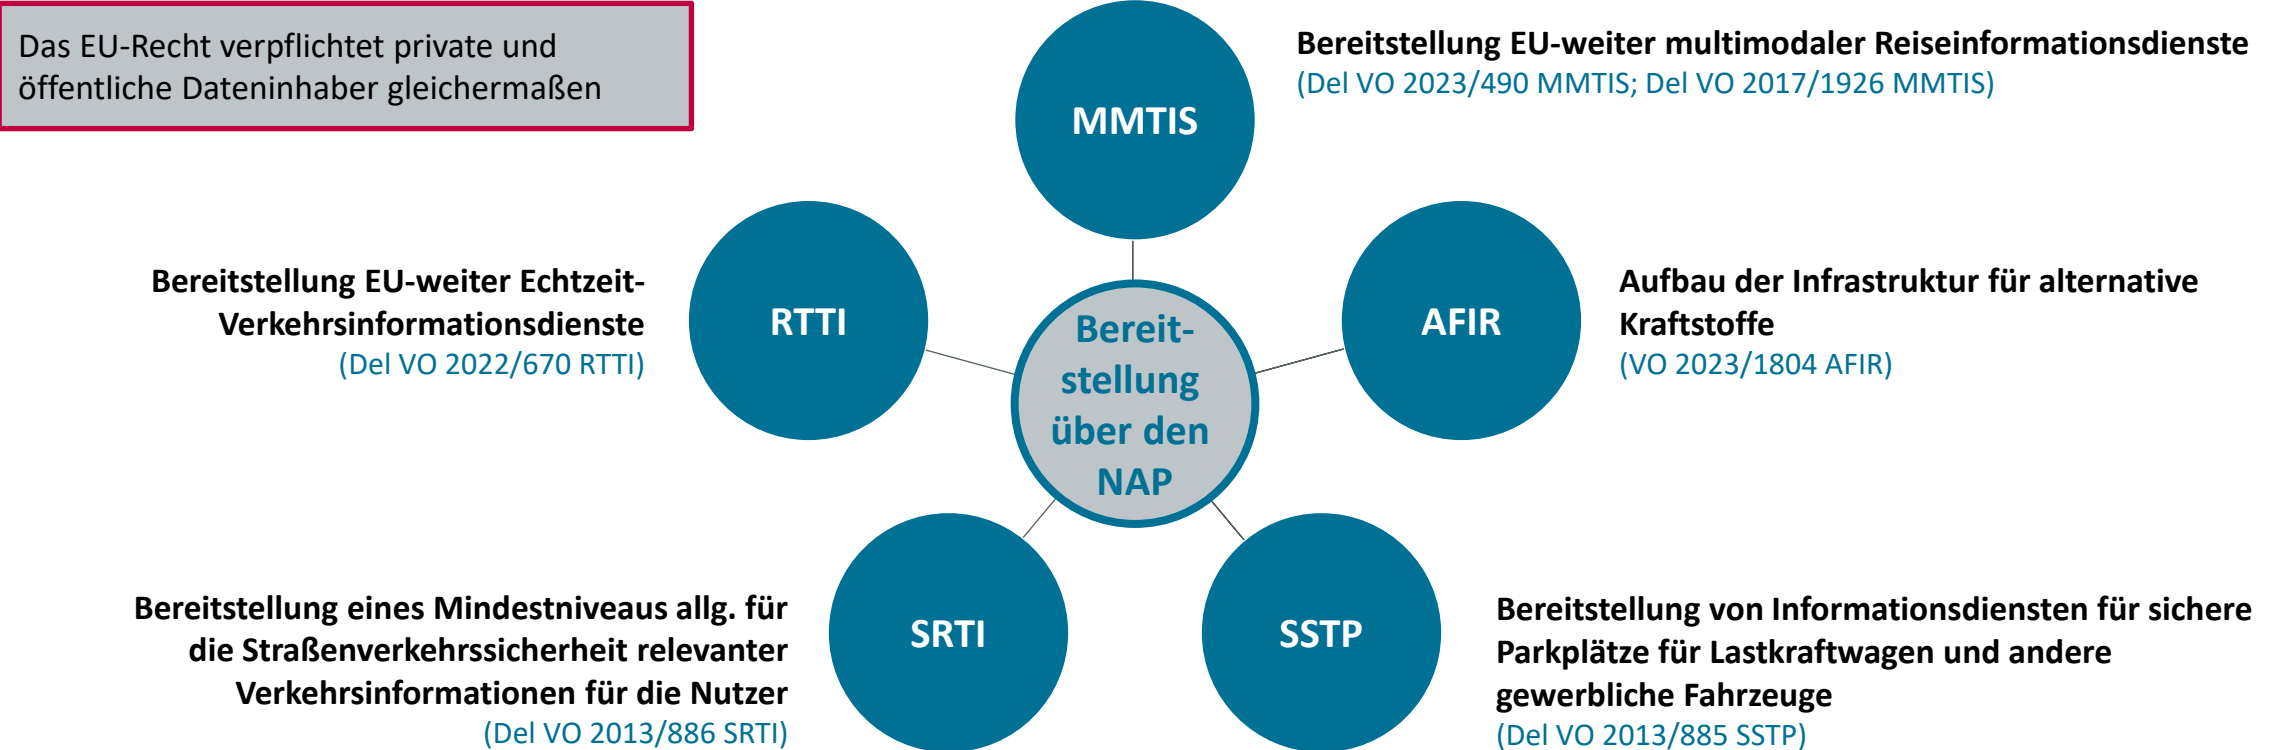 Das EU-Recht verpflichtet private und
öffentliche Dateninhaber gleichermaßen
MMTIS
Bereitstellung EU-weiter multimodaler Reiseinformationsdienste
(Del VO 2023/490 MMTIS; Del VO 2017/1926 MMTIS)
Bereitstellung EU-weiter Echtzeit-
Verkehrsinformationsdienste
(Del VO 2022/670 RTTI)
RTTI
Bereit-
stellung
über den
NAP
AFIR
Aufbau der Infrastruktur für alternative
Kraftstoffe
(VO 2023/1804 AFIR)
Bereitstellung eines Mindestniveaus allg. für
die Straßenverkehrssicherheit relevanter
Verkehrsinformationen für die Nutzer
(Del VO 2013/886 SRTI)
SRTI
SSTP
Bereitstellung von Informationsdiensten für sichere
Parkplätze für Lastkraftwagen und andere
gewerbliche Fahrzeuge
(Del VO 2013/885 SSTP)